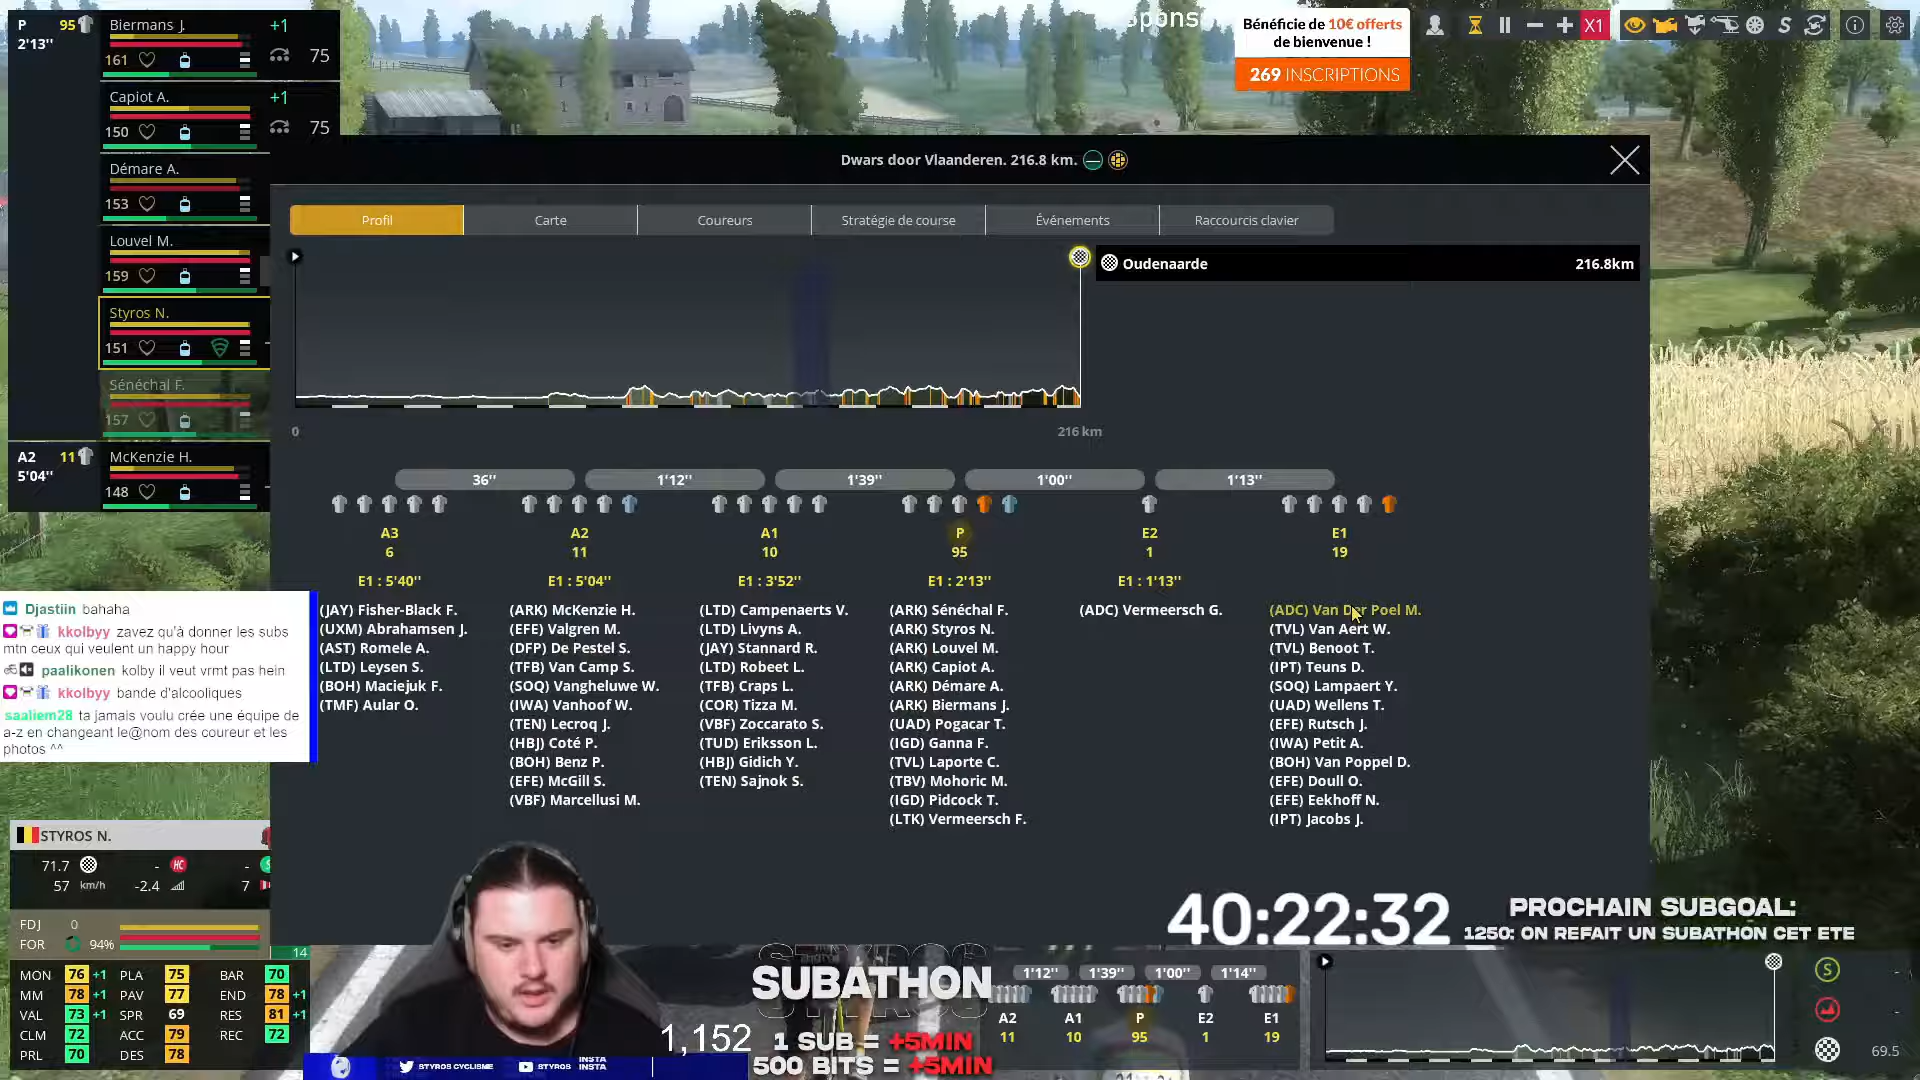 P 95
2'13''
Biermans J. +1
161 75
Capiot A. +1
150 75
Démare A.
153
Louvel M.
159
Styros N.
151
Sénéchal F.
157
A2 11
5'04''
McKenzie H.
148
Bénéficie de 10€ offerts
de bienvenue !
269 INSCRIPTIONS
X1
Dwars door Vlaanderen. 216.8 km.
Profil
Carte
Coureurs
Stratégie de course
Événements
Raccourcis clavier
Oudenaarde 216.8km
0
216 km
36'' 1'12'' 1'39'' 1'00'' 1'13''
A3 A2 A1 P E2 E1
6 11 10 95 1 19
E1 : 5'40'' E1 : 5'04'' E1 : 3'52'' E1 : 2'13'' E1 : 1'13''
(JAY) Fisher-Black F.
(UXM) Abrahamsen J.
(AST) Romele A.
(LTD) Leysen S.
(BOH) Maciejuk F.
(TMF) Aular O.
(ARK) McKenzie H.
(EFE) Valgren M.
(DFP) De Pestel S.
(TFB) Van Camp S.
(SOQ) Vangheluwe W.
(IWA) Vanhoof W.
(TEN) Lecroq J.
(HBJ) Coté P.
(BOH) Benz P.
(EFE) McGill S.
(VBF) Marcellusi M.
(LTD) Campenaerts V.
(LTD) Livyns A.
(JAY) Stannard R.
(LTD) Robeet L.
(TFB) Craps L.
(COR) Tizza M.
(VBF) Zoccarato S.
(TUD) Eriksson L.
(HBJ) Gidich Y.
(TEN) Sajnok S.
(ARK) Sénéchal F.
(ARK) Styros N.
(ARK) Louvel M.
(ARK) Capiot A.
(ARK) Démare A.
(ARK) Biermans J.
(UAD) Pogacar T.
(IGD) Ganna F.
(TVL) Laporte C.
(TBV) Mohoric M.
(IGD) Pidcock T.
(LTK) Vermeersch F.
(ADC) Vermeersch G.
(ADC) Van Der Poel M.
(TVL) Van Aert W.
(TVL) Benoot T.
(IPT) Teuns D.
(SOQ) Lampaert Y.
(UAD) Wellens T.
(EFE) Rutsch J.
(IWA) Petit A.
(BOH) Van Poppel D.
(EFE) Doull O.
(EFE) Eekhoff N.
(IPT) Jacobs J.
Djastiin bahaha
kkolbyy zavez qu'à donner les subs
mtn ceux qui veulent un happy hour
paalikonen kolby il veut vrmt pas hein
kkolbyy bande d'alcooliques
saaliem28 ta jamais voulu crée une équipe de
a-z en changeant le@nom des coureur et les
photos ^^
STYROS N.
71.7 - HC -
57 km/h -2.4 7
FDJ 0
FOR 94%
14
MON 76 +1 PLA 75 BAR 70
MM 78 +1 PAV 77 END 78 +1
VAL 73 +1 SPR 69 RES 81 +1
CLM 72 ACC 79 REC 72
PRL 70 DES 78
STYROS CYCLISME
STYROS
INSTA
INSTA
1,152
STYROS
SUBATHON
1 SUB = +5MIN
500 BITS = +5MIN
1'12'' 1'39'' 1'00'' 1'14''
A2 A1 P E2 E1
11 10 95 1 19
40:22:32
PROCHAIN SUBGOAL:
1250: ON REFAIT UN SUBATHON CET ETE
S -
-
69.5